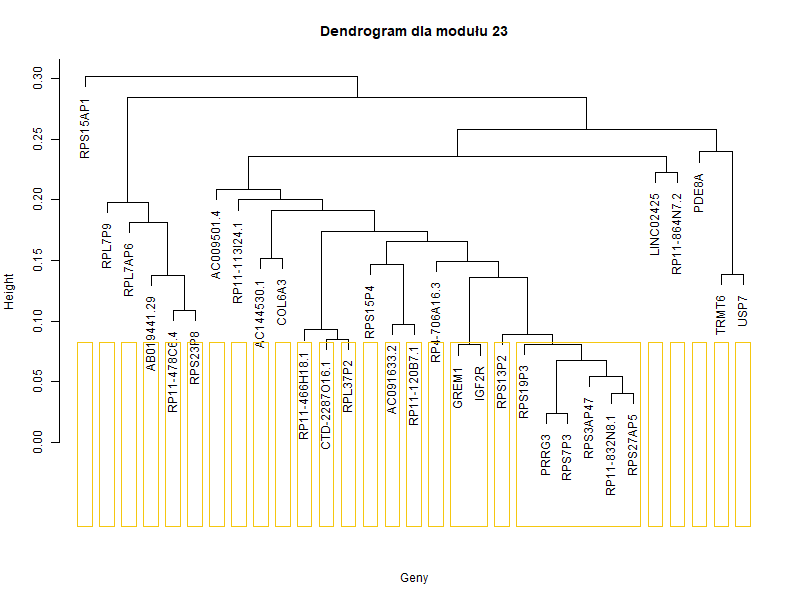 Dendrogram dla modułu 23
Height
0.30
0.25
0.20
0.15
0.10
0.05
0.00
RPS15AP1
RPL7P9
RPL7AP6
AB019441.29
RP11-478C6.4
RPS23P8
AC009501.4
RP11-113I24.1
AC144530.1
COL6A3
RP11-466H18.1
CTD-2287O16.1
RPL37P2
RPS15P4
AC091633.2
RP11-120B7.1
RP4-706A16.3
GREM1
IGF2R
RPS13P2
RPS19P3
PRRG3
RPS7P3
RPS3AP47
RP11-832N8.1
RPS27AP5
LINC02425
RP11-864N7.2
PDE8A
TRMT6
USP7
Geny